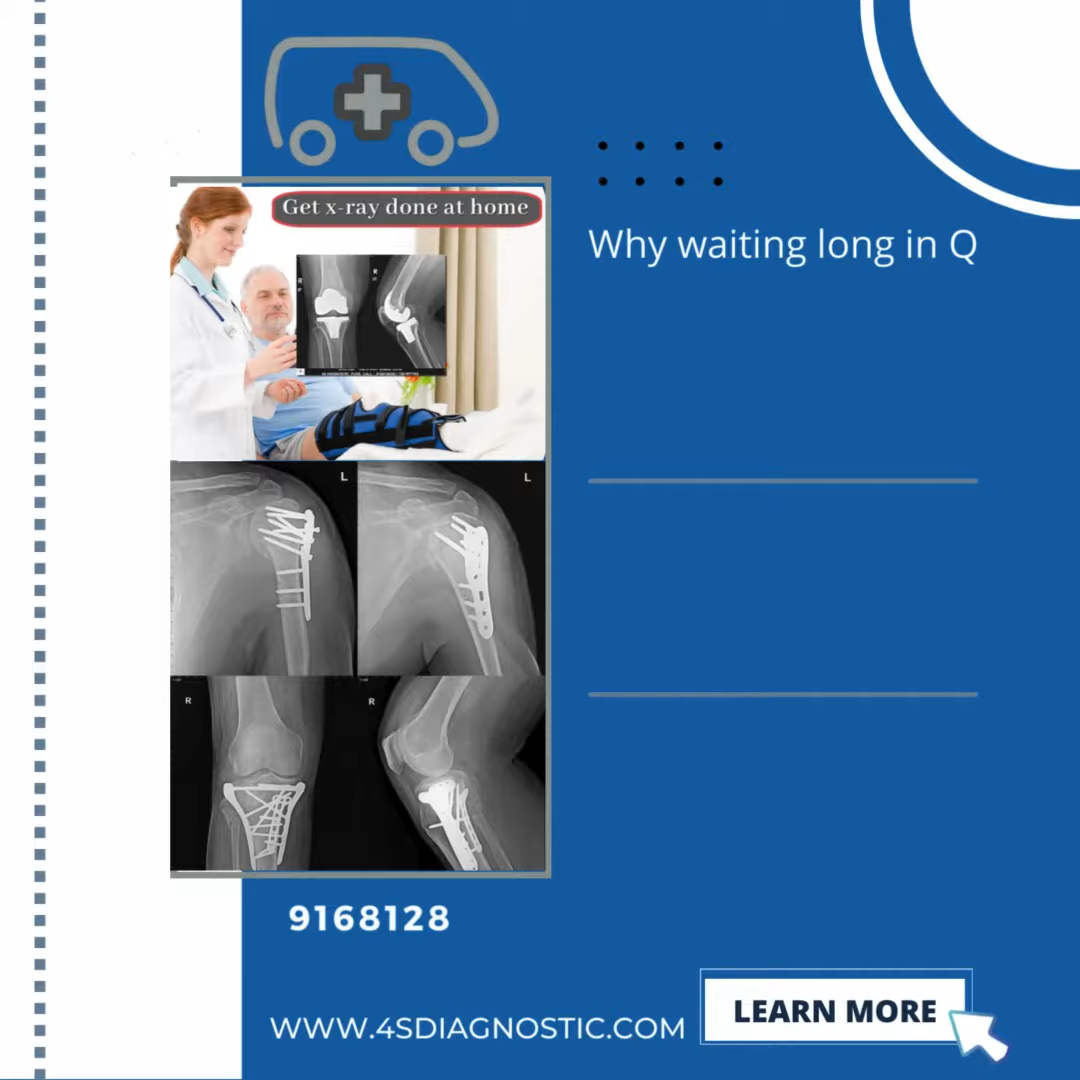 Get x-ray done at home
Why waiting long in Q
R
R
L
L
R
R
9168128
WWW.4SDIAGNOSTIC.COM
LEARN MORE